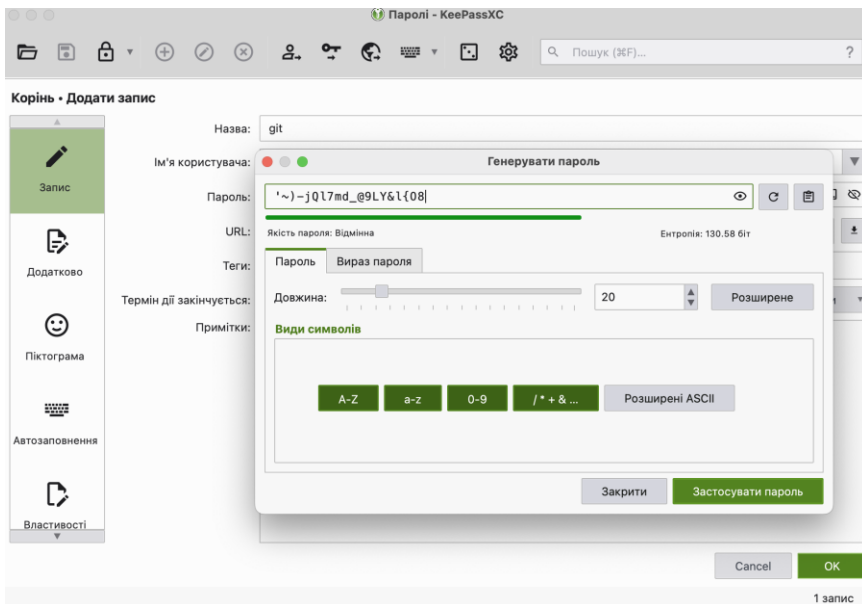 Паролі - KeePassXC
Пошук (⌘F)...
?
Корінь • Додати запис
Запис
Додатково
Піктограма
Автозаповнення
Властивості
Назва:
git
Ім'я користувача:
Пароль:
URL:
Теги:
Термін дії закінчується:
Примітки:
Генерувати пароль
'~)-jQl7md_@9LY&l{O8
Якість пароля: Відмінна
Ентропія: 130.58 біт
Пароль
Вираз пароля
Довжина:
20
Розширене
Види символів
A-Z
a-z
0-9
/ * + & ...
Розширені ASCII
Закрити
Застосувати пароль
Cancel
OK
1 запис